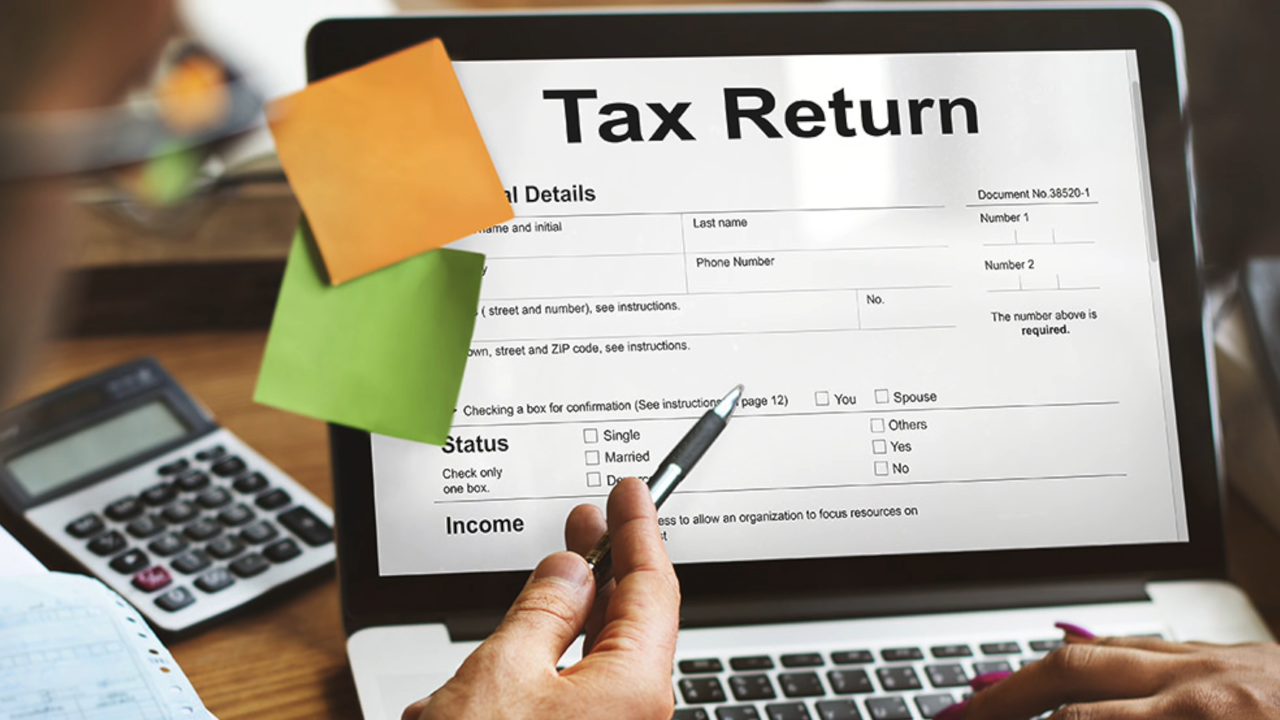 Tax Return
al Details
Document No.38520-1
name and initial
Last name
Number 1
Phone Number
Number 2
( street and number), see instructions.
No.
The number above is
required.
own, street and ZIP code, see instructions.
Checking a box for confirmation (See instructions page 12)
You
Spouse
Status
Single
Others
Married
Yes
Check only
one box.
No
Income
ess to allow an organization to focus resources on